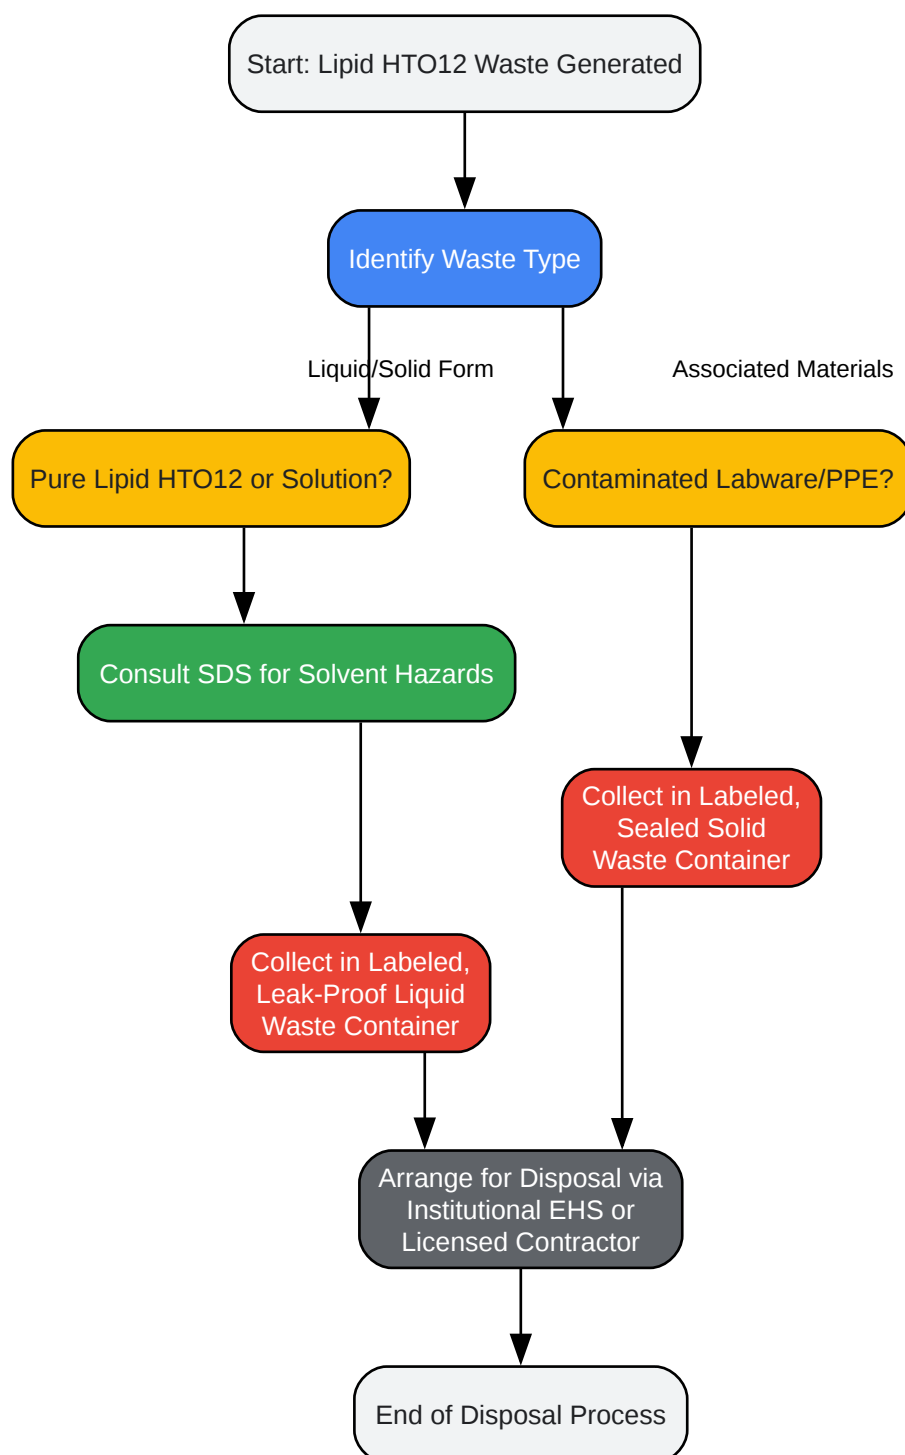 Start: Lipid HTO12 Waste Generated
Identify Waste Type
Liquid/Solid Form
Associated Materials
Pure Lipid HTO12 or Solution?
Contaminated Labware/PPE?
Consult SDS for Solvent Hazards
Collect in Labeled,
Sealed Solid
Waste Container
Collect in Labeled,
Leak-Proof Liquid
Waste Container
Arrange for Disposal via
Institutional EHS or
Licensed Contractor
End of Disposal Process